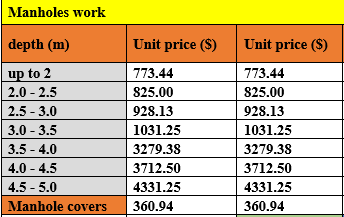 Manholes work
depth (m) Unit price ($) Unit price ($)
up to 2 773.44 773.44
2.0 - 2.5 825.00 825.00
2.5 - 3.0 928.13 928.13
3.0 - 3.5 1031.25 1031.25
3.5 - 4.0 3279.38 3279.38
4.0 - 4.5 3712.50 3712.50
4.5 - 5.0 4331.25 4331.25
Manhole covers 360.94 360.94